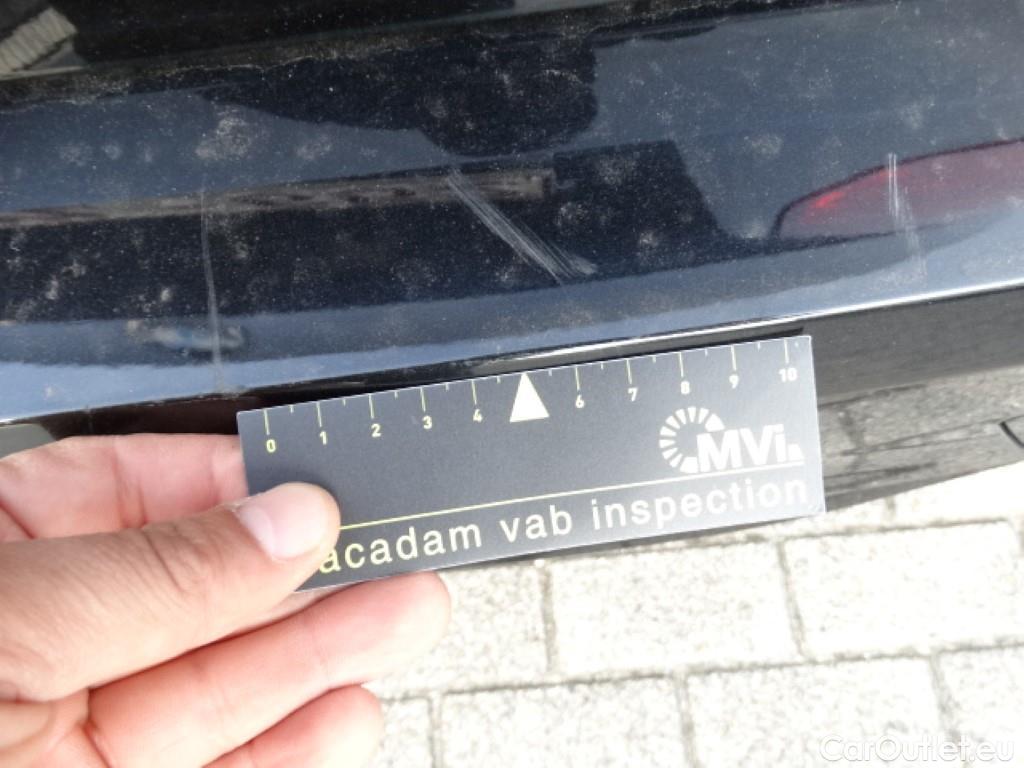 0 1 2 3 4 6 7 8 9 10
MVi
acadam vab inspection
CarOutlet.eu